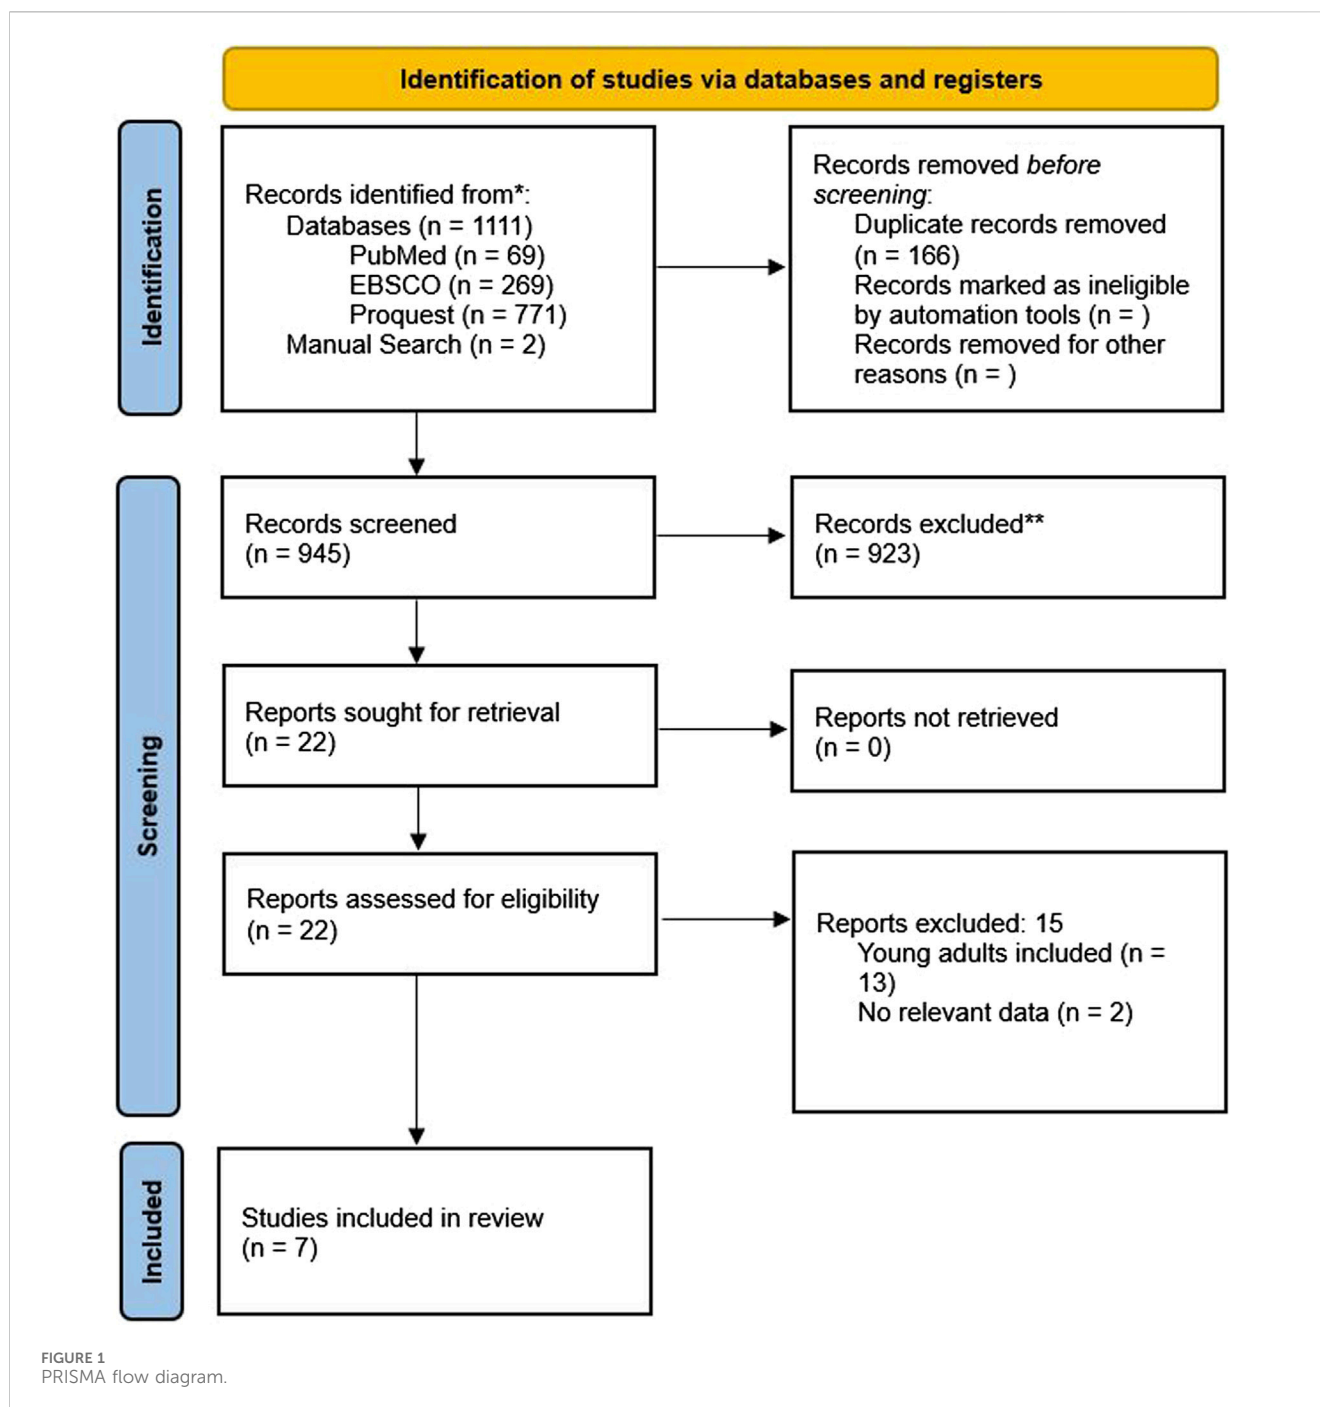 Identification of studies via databases and registers
Identification
Records identified from*:
Databases (n = 1111)
PubMed (n = 69)
EBSCO (n = 269)
Proquest (n = 771)
Manual Search (n = 2)
Records removed before
screening:
Duplicate records removed
(n = 166)
Records marked as ineligible
by automation tools (n = )
Records removed for other
reasons (n = )
Screening
Records screened
(n = 945)
Records excluded**
(n = 923)
Reports sought for retrieval
(n = 22)
Reports not retrieved
(n = 0)
Reports assessed for eligibility
(n = 22)
Reports excluded: 15
Young adults included (n =
13)
No relevant data (n = 2)
Included
Studies included in review
(n = 7)
FIGURE 1
PRISMA flow diagram.